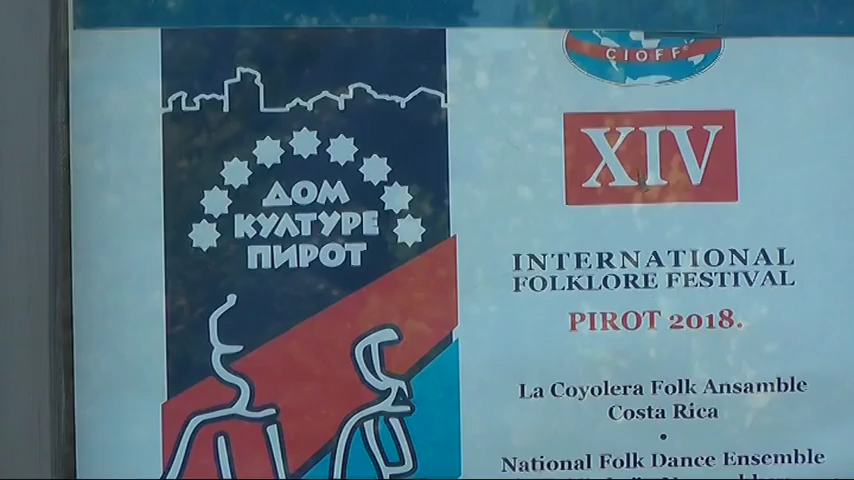 ДОМ
КУЛТУРЕ
ПИРОТ
CIOFF®
XIV
INTERNATIONAL
FOLKLORE FESTIVAL
PIROT 2018.
La Coyolera Folk Ansamble
Costa Rica
•
National Folk Dance Ensemble